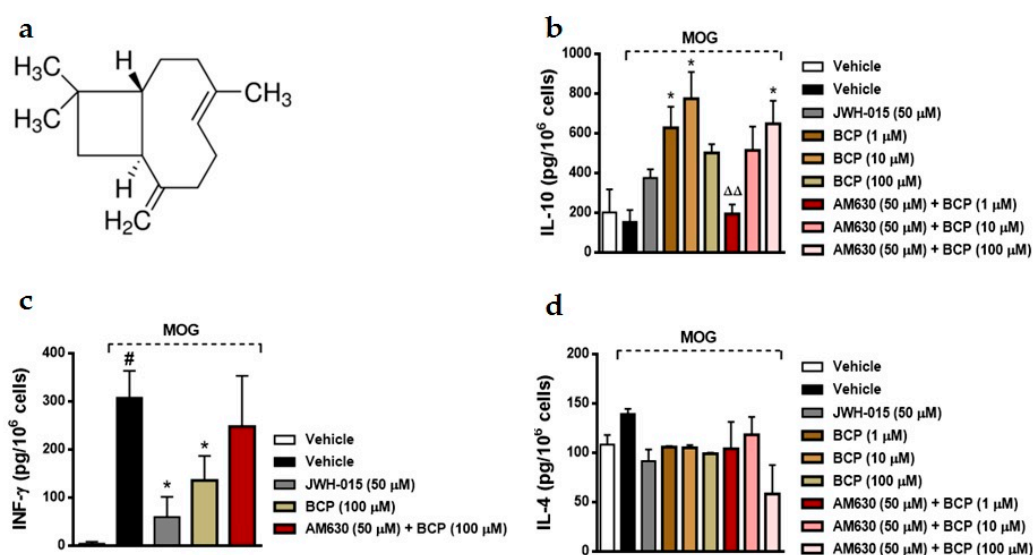 a
H
H₃C
H₃C
CH₃
H
H₂C
b
MOG
1000
800
600
400
200
0
IL-10 (pg/10⁶ cells)
*
*
ΔΔ
*
Vehicle
Vehicle
JWH-015 (50 µM)
BCP (1 µM)
BCP (10 µM)
BCP (100 µM)
AM630 (50 µM) + BCP (1 µM)
AM630 (50 µM) + BCP (10 µM)
AM630 (50 µM) + BCP (100 µM)
c
MOG
400
300
200
100
0
INF-γ (pg/10⁶ cells)
#
*
*
Vehicle
Vehicle
JWH-015 (50 µM)
BCP (100 µM)
AM630 (50 µM) + BCP (100 µM)
d
MOG
200
150
100
50
0
IL-4 (pg/10⁶ cells)
Vehicle
Vehicle
JWH-015 (50 µM)
BCP (1 µM)
BCP (10 µM)
BCP (100 µM)
AM630 (50 µM) + BCP (1 µM)
AM630 (50 µM) + BCP (10 µM)
AM630 (50 µM) + BCP (100 µM)